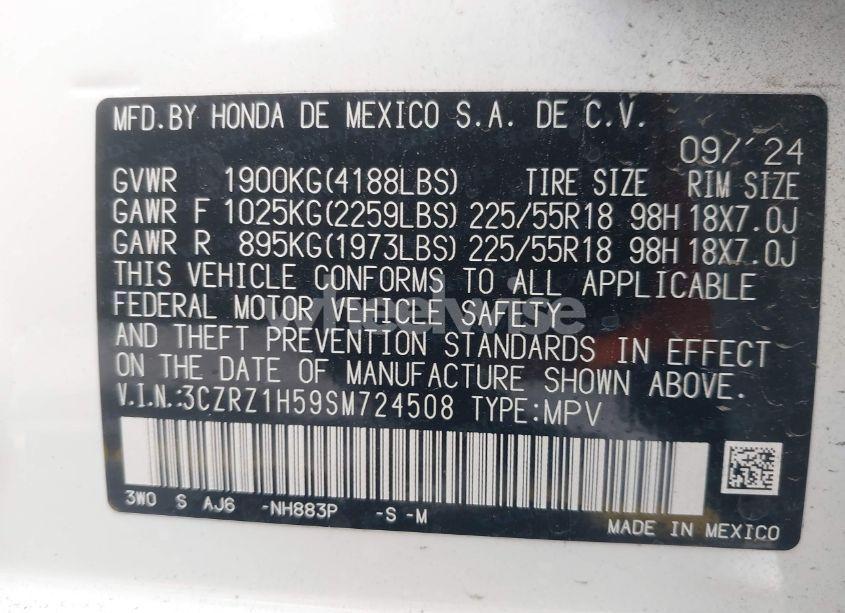 MFD.BY HONDA DE MEXICO S.A. DE C.V.
09/'24
GVWR 1900KG(4188LBS) TIRE SIZE RIM SIZE
GAWR F 1025KG(2259LBS) 225/55R18 98H 18X7.0J
GAWR R 895KG(1973LBS) 225/55R18 98H 18X7.0J
THIS VEHICLE CONFORMS TO ALL APPLICABLE
FEDERAL MOTOR VEHICLE SAFETY
AND THEFT PREVENTION STANDARDS IN EFFECT
ON THE DATE OF MANUFACTURE SHOWN ABOVE.
V.I.N.:3CZRZ1H59SM724508 TYPE:MPV
3W0 S AJ6 -NH883P -S -M
MADE IN MEXICO